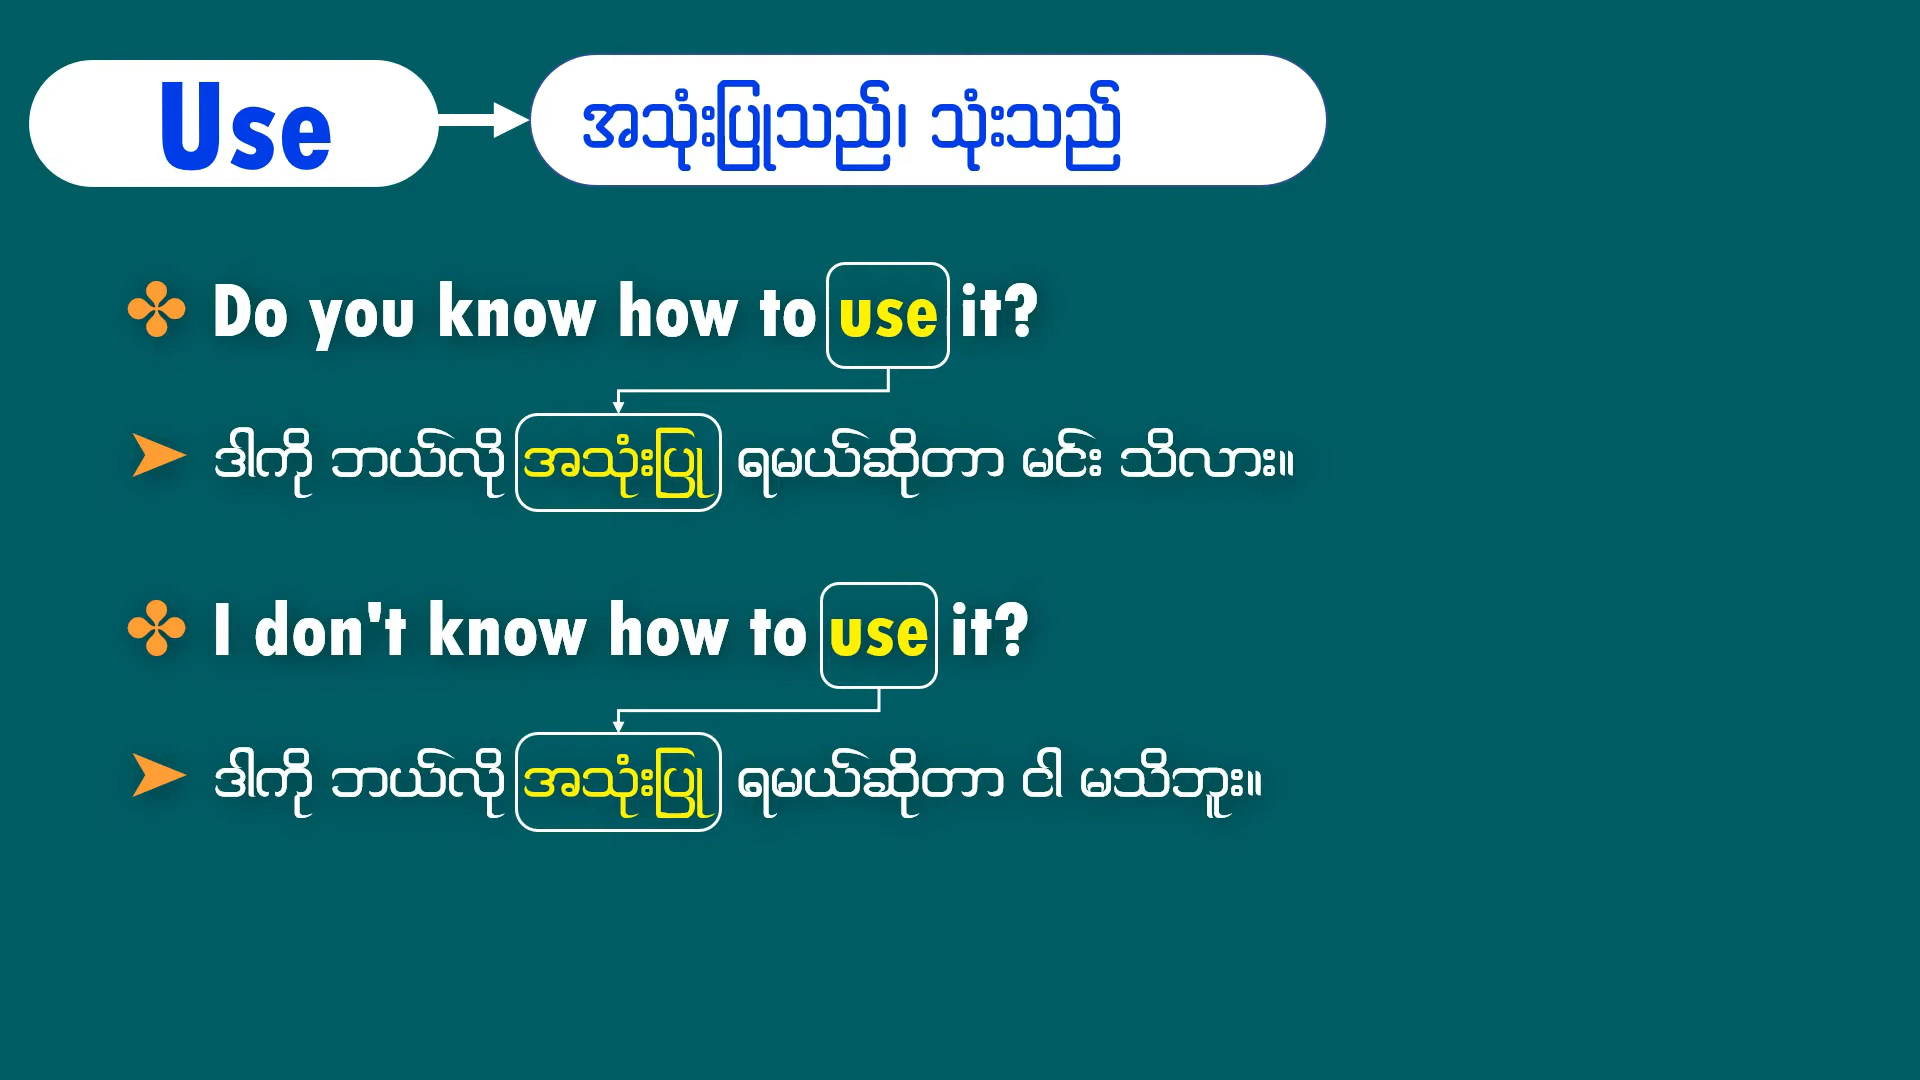 Use
အသုံးပြုသည်၊ သုံးသည်
Do you know how to use it?
ဒါကို ဘယ်လို အသုံးပြု ရမယ်ဆိုတာ မင်း သိလား။
I don't know how to use it?
ဒါကို ဘယ်လို အသုံးပြု ရမယ်ဆိုတာ ငါ မသိဘူး။